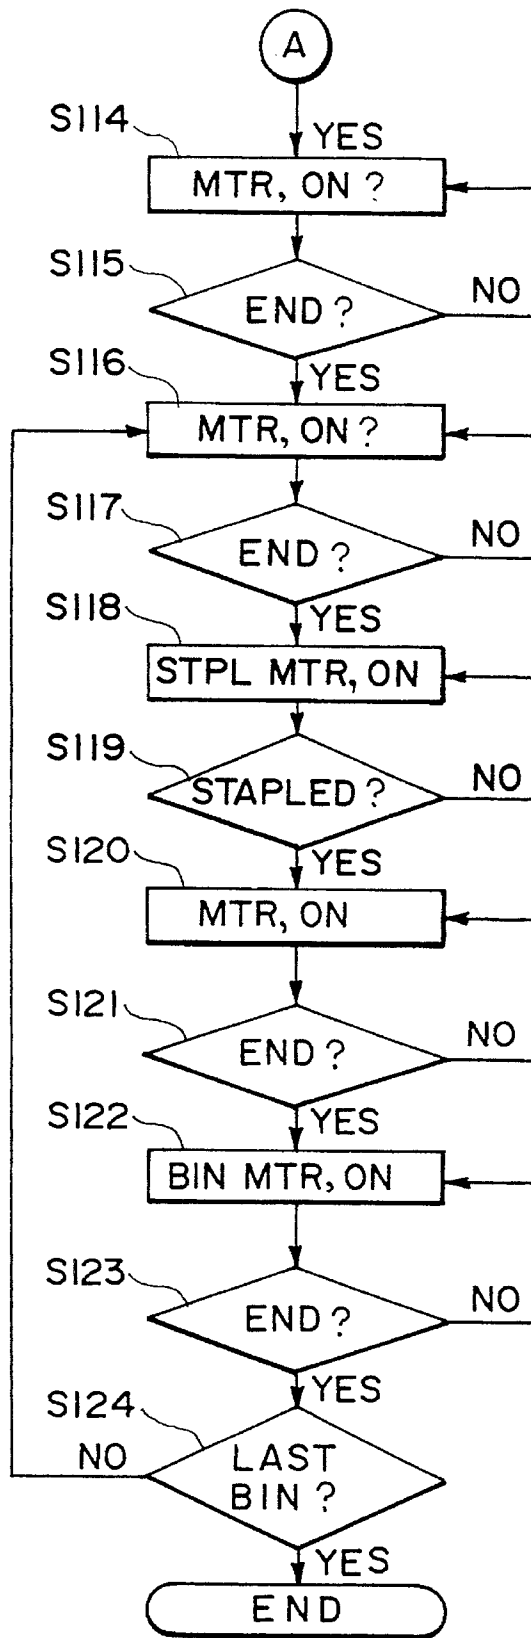 A
S114
YES
MTR, ON ?
S115
END ?
NO
S116
YES
MTR, ON ?
S117
END ?
NO
S118
YES
STPL MTR, ON
S119
STAPLED ?
NO
S120
YES
MTR, ON
S121
END ?
NO
S122
YES
BIN MTR, ON
S123
END ?
NO
S124
YES
NO
LAST
BIN ?
YES
END